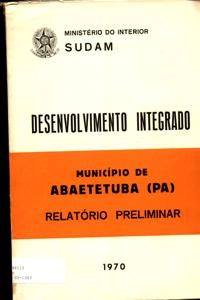 MINISTÉRIO DO INTERIOR
SUDAM
DESENVOLVIMENTO INTEGRADO
MUNICÍPIO DE
ABAETETUBA (PA)
RELATÓRIO PRELIMINAR
1970